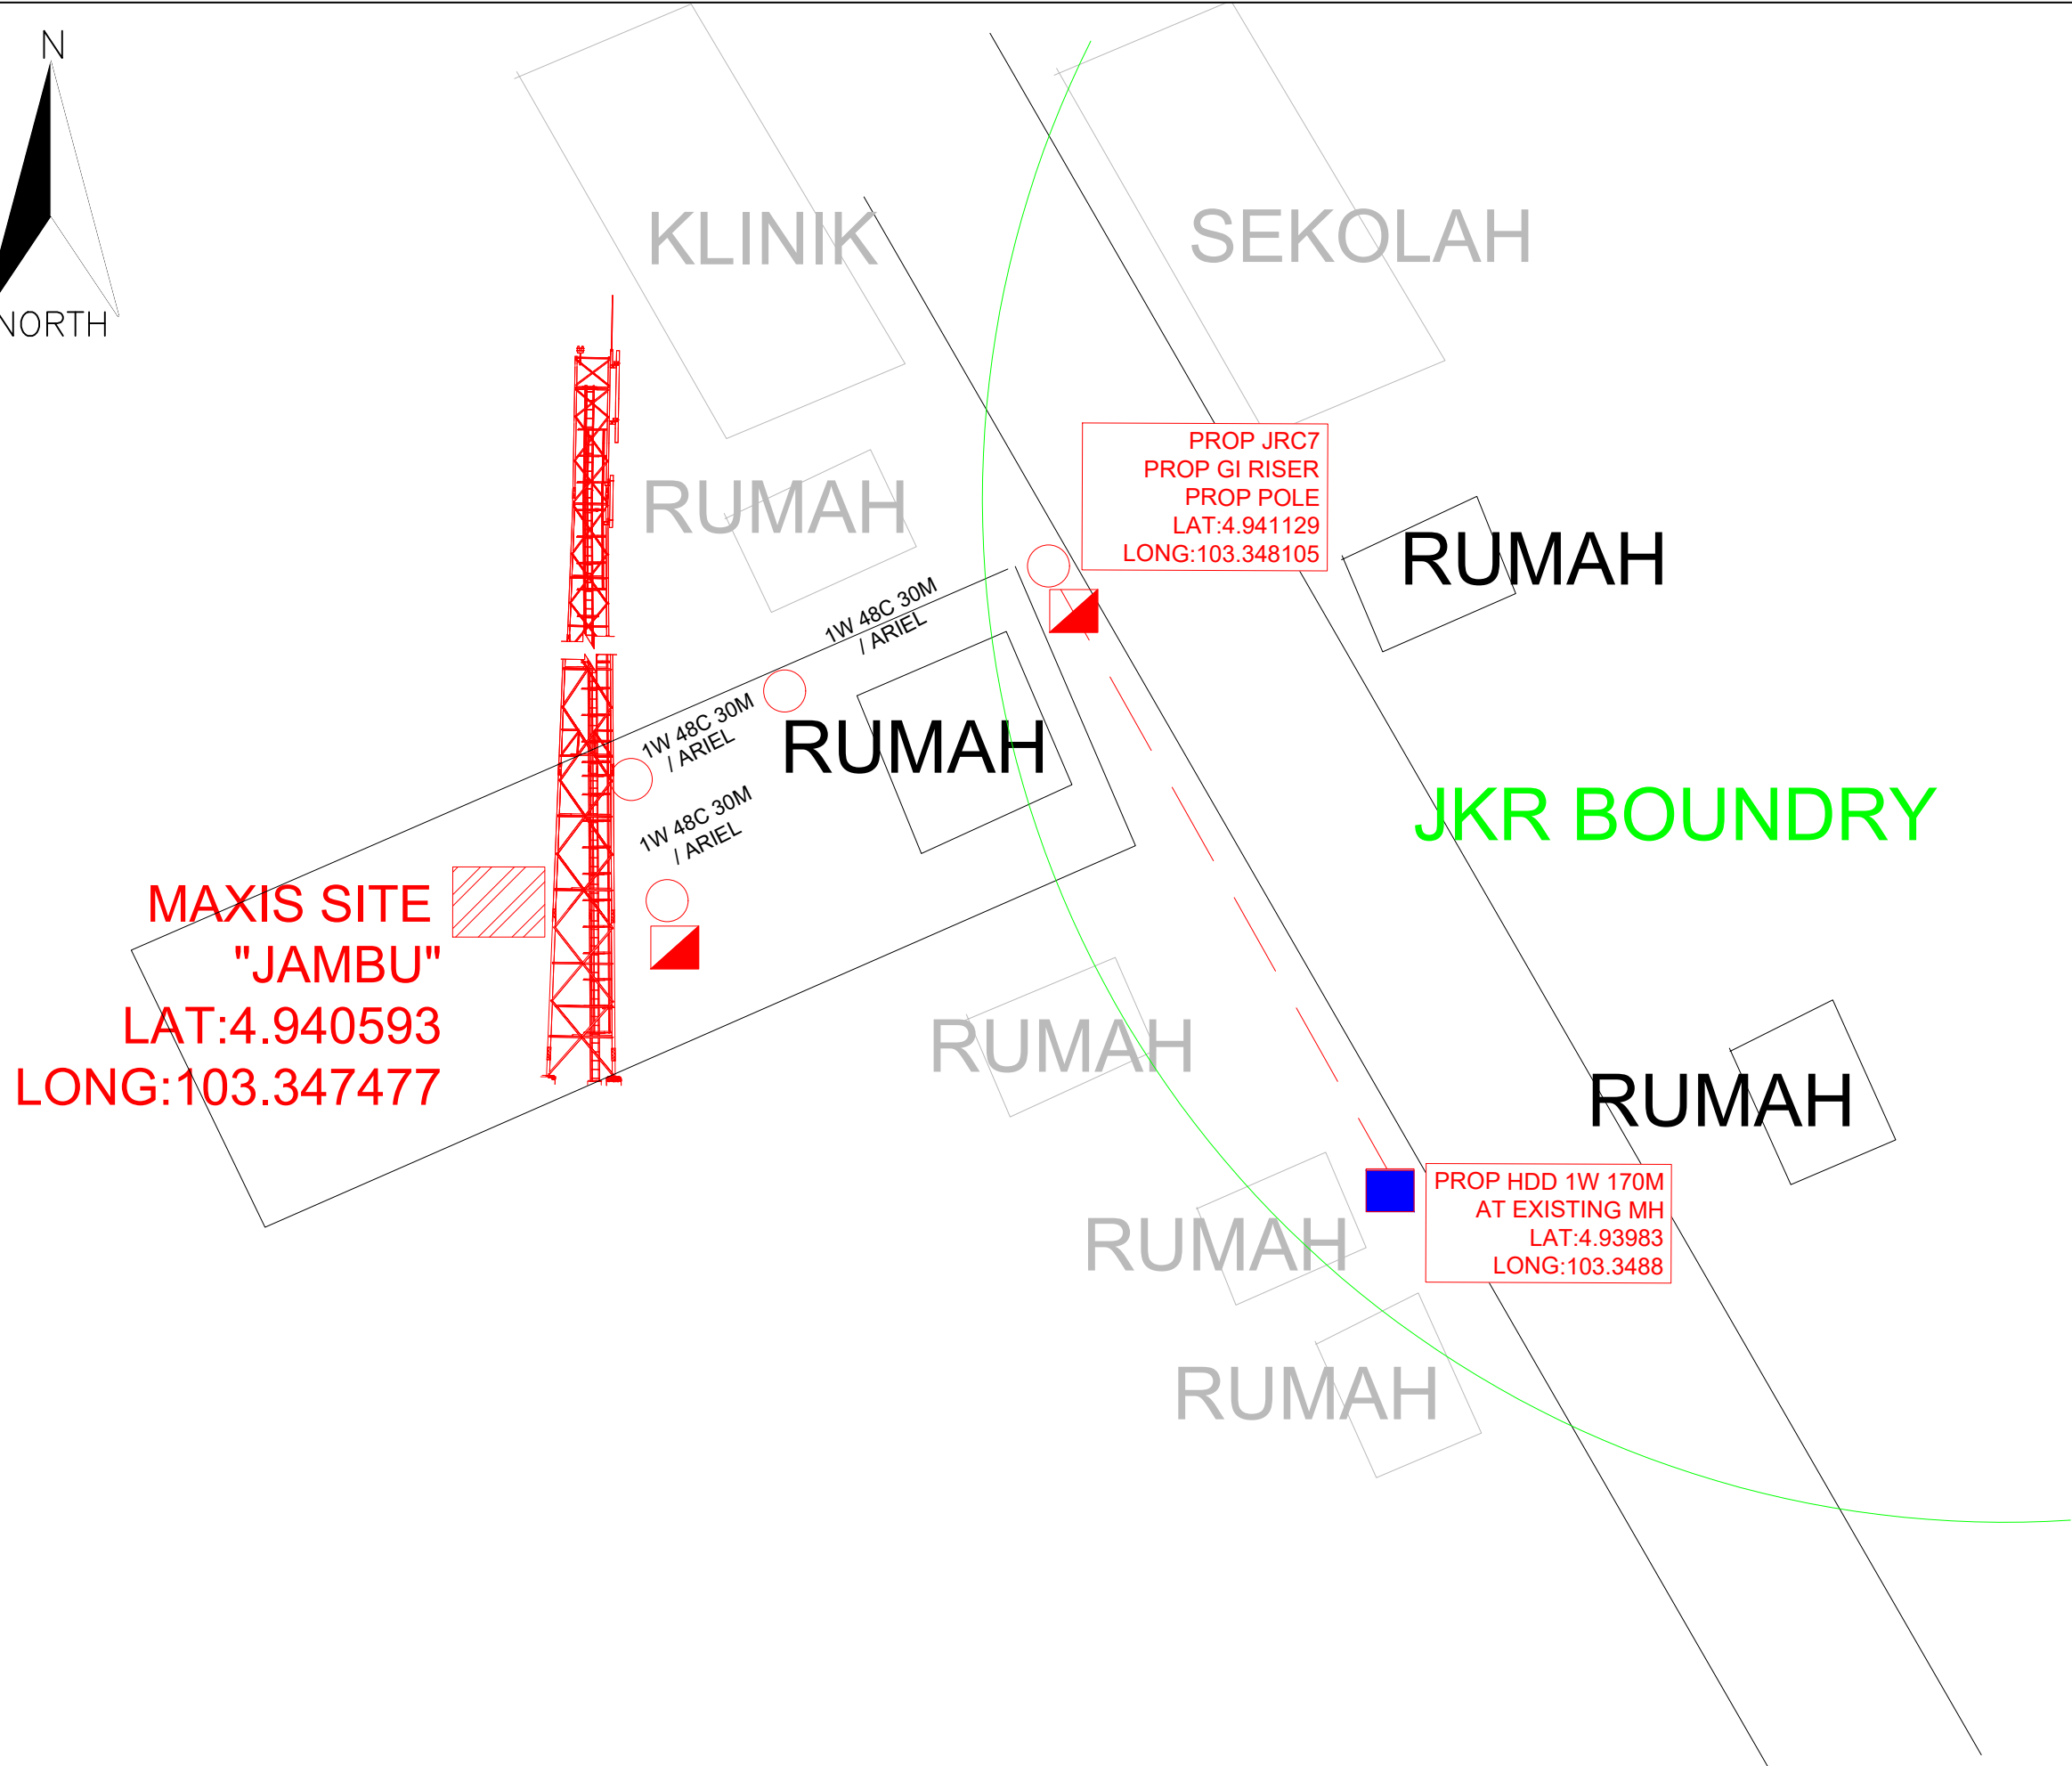 N
NORTH
KLINIK
SEKOLAH
RUMAH
PROP JRC7
PROP GI RISER
PROP POLE
LAT:4.941129
LONG:103.348105
RUMAH
1W 48C 30M
/ ARIEL
1W 48C 30M
/ ARIEL
RUMAH
1W 48C 30M
/ ARIEL
JKR BOUNDRY
MAXIS SITE
"JAMBU"
LAT:4.940593
LONG:103.347477
RUMAH
RUMAH
PROP HDD 1W 170M
AT EXISTING MH
LAT:4.93983
LONG:103.3488
RUMAH
RUMAH